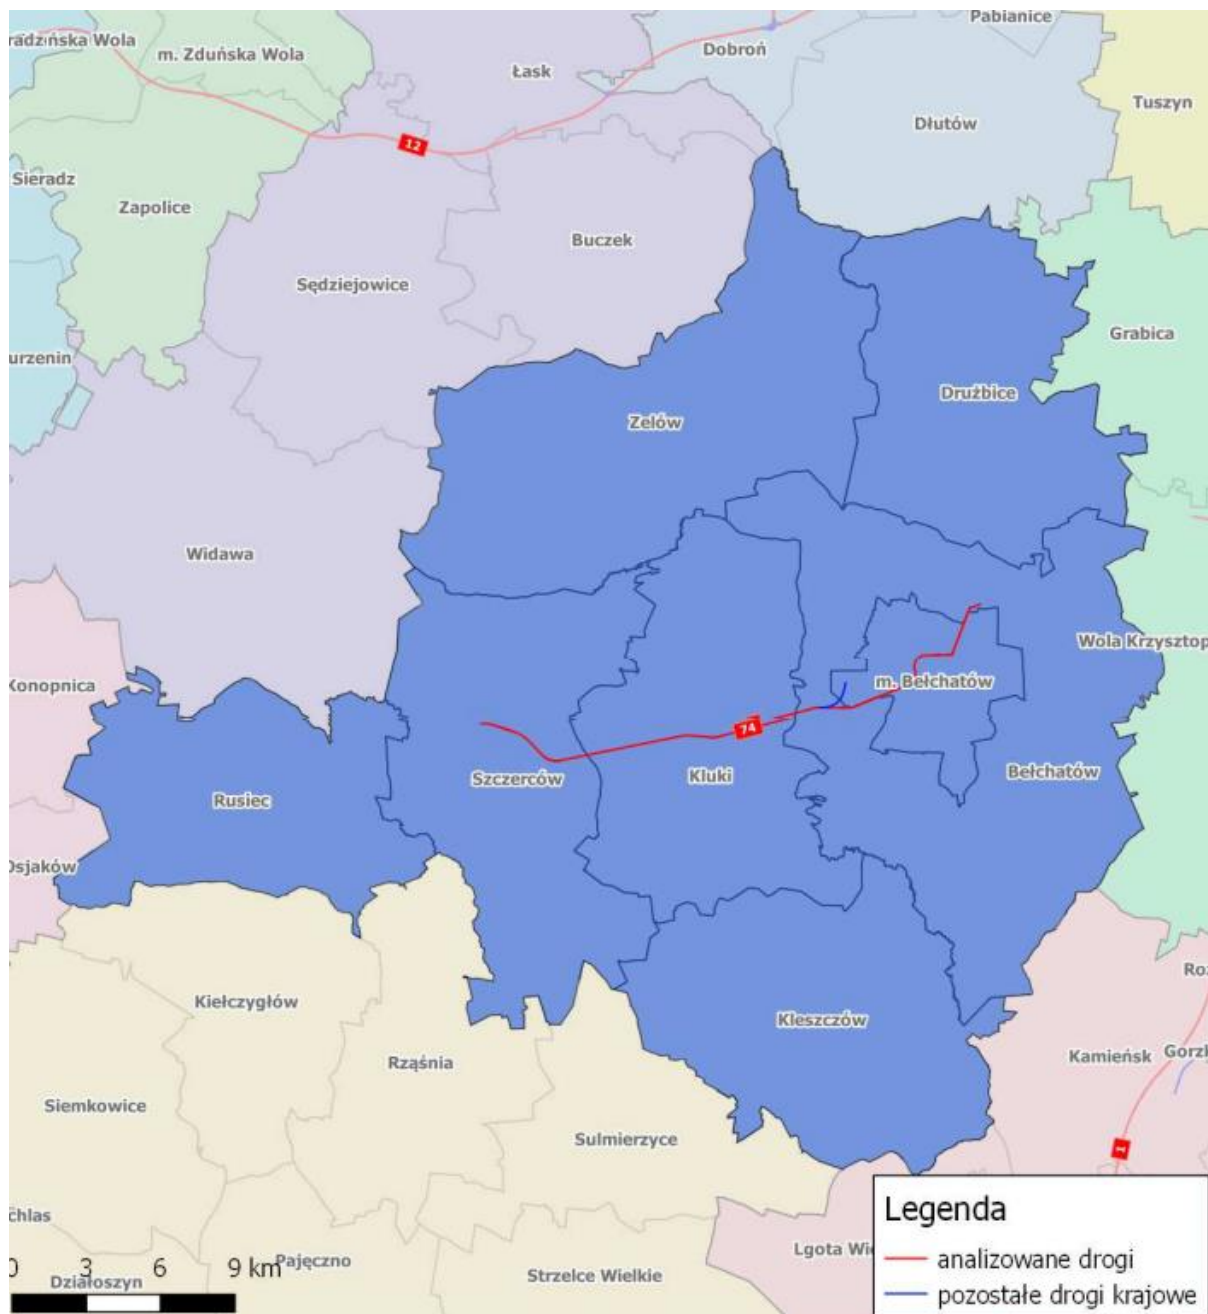 Pabianice
radzińska Wola
m. Zduńska Wola
Dobroń
Łask
Tuszyn
Dłutów
12
Sieradz
Zapolice
Buczek
Sędziejowice
Grabica
urzenin
Drużbice
Zelów
Widawa
Wola Krzysztop
Konopnica
m. Bełchatów
74
Szczerców
Kluki
Bełchatów
Rusiec
Osjaków
Roz
Kiełczygłów
Kleszczów
Kamieńsk
Gorzk
Rząśnia
Siemkowice
Sulmierzyce
1
Legenda
chlas
Lgota Wie
analizowane drogi
0 3 6 9 km
Pajęczno
Działoszyn
Strzelce Wielkie
pozostałe drogi krajowe